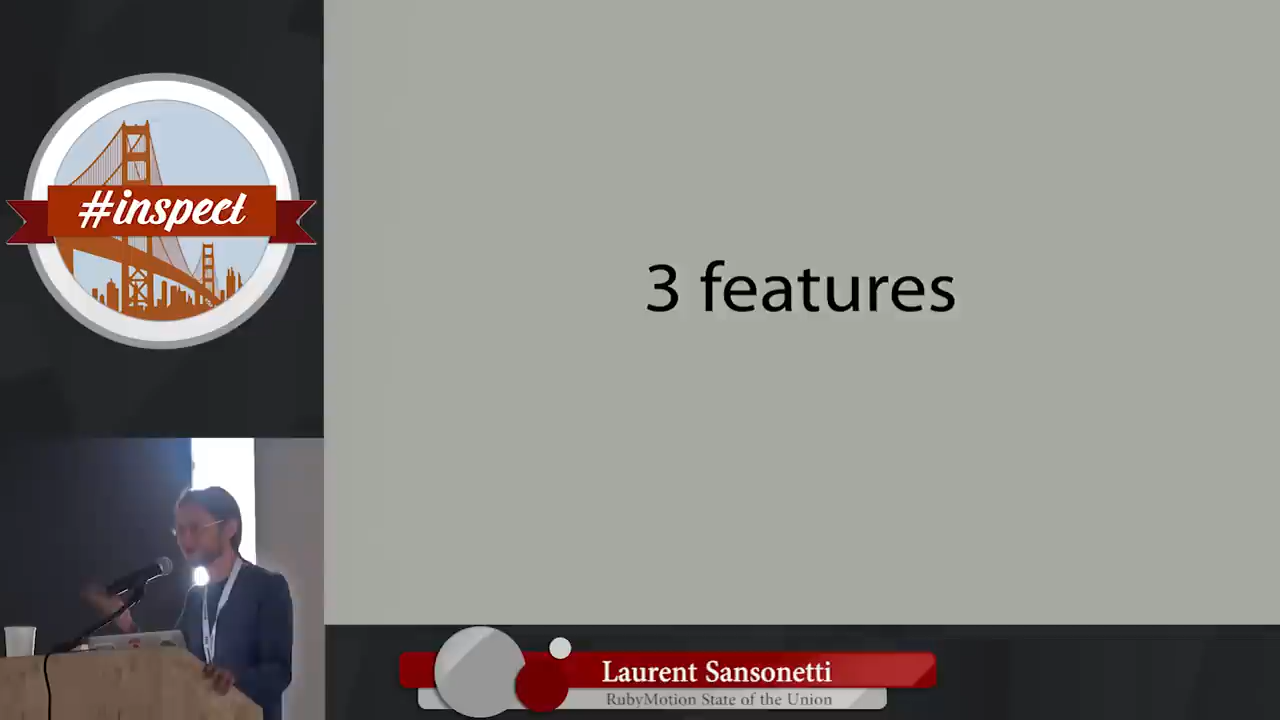 #inspect
3 features
Laurent Sansonetti
RubyMotion State of the Union